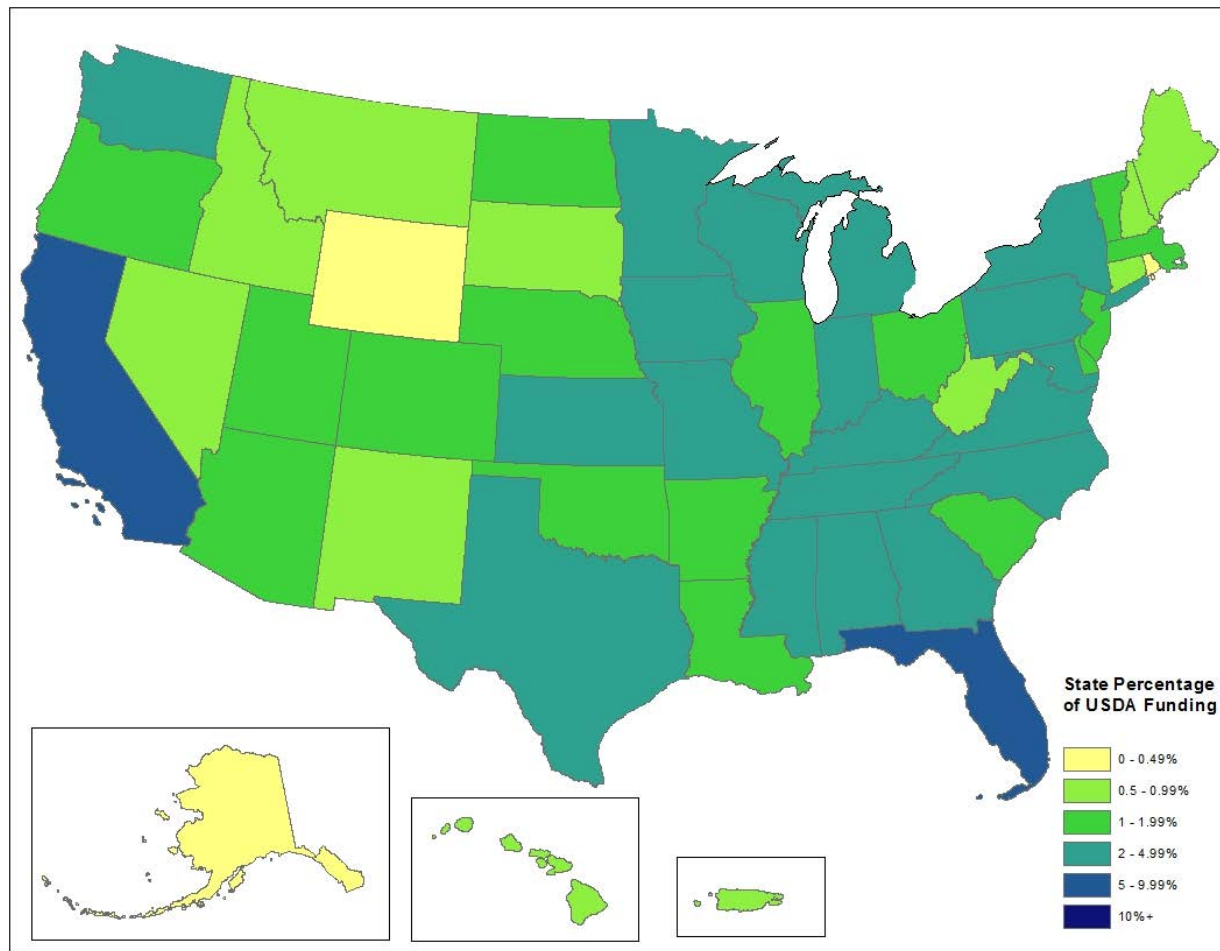 State Percentage
of USDA Funding
0 - 0.49%
0.5 - 0.99%
1 - 1.99%
2 - 4.99%
5 - 9.99%
10%+